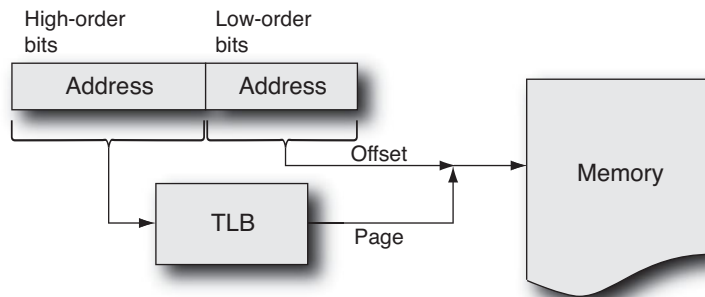 High-order
bits
Low-order
bits
Address
Address
Offset
Memory
TLB
Page